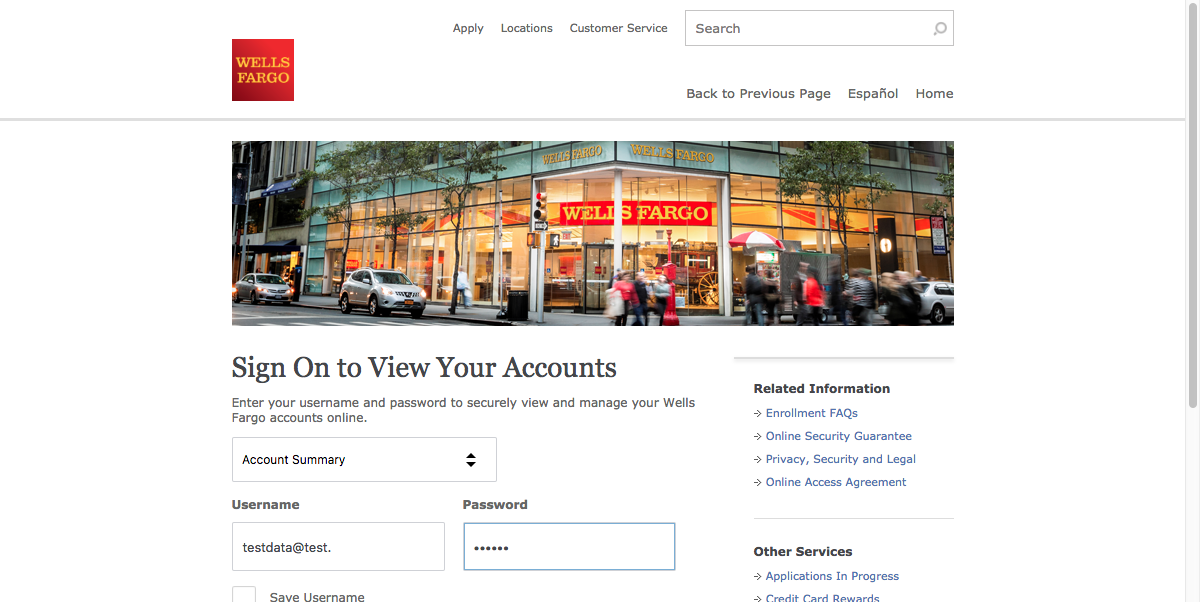 Apply Locations Customer Service Search
WELLS
FARGO
Back to Previous Page Español Home
WELLS FARGO WELLS FARGO
WELLS FARGO
Sign On to View Your Accounts
Enter your username and password to securely view and manage your Wells
Fargo accounts online.
Account Summary
Username Password
testdata@test. ••••••
Save Username
Related Information
Enrollment FAQs
Online Security Guarantee
Privacy, Security and Legal
Online Access Agreement
Other Services
Applications In Progress
Credit Card Rewards